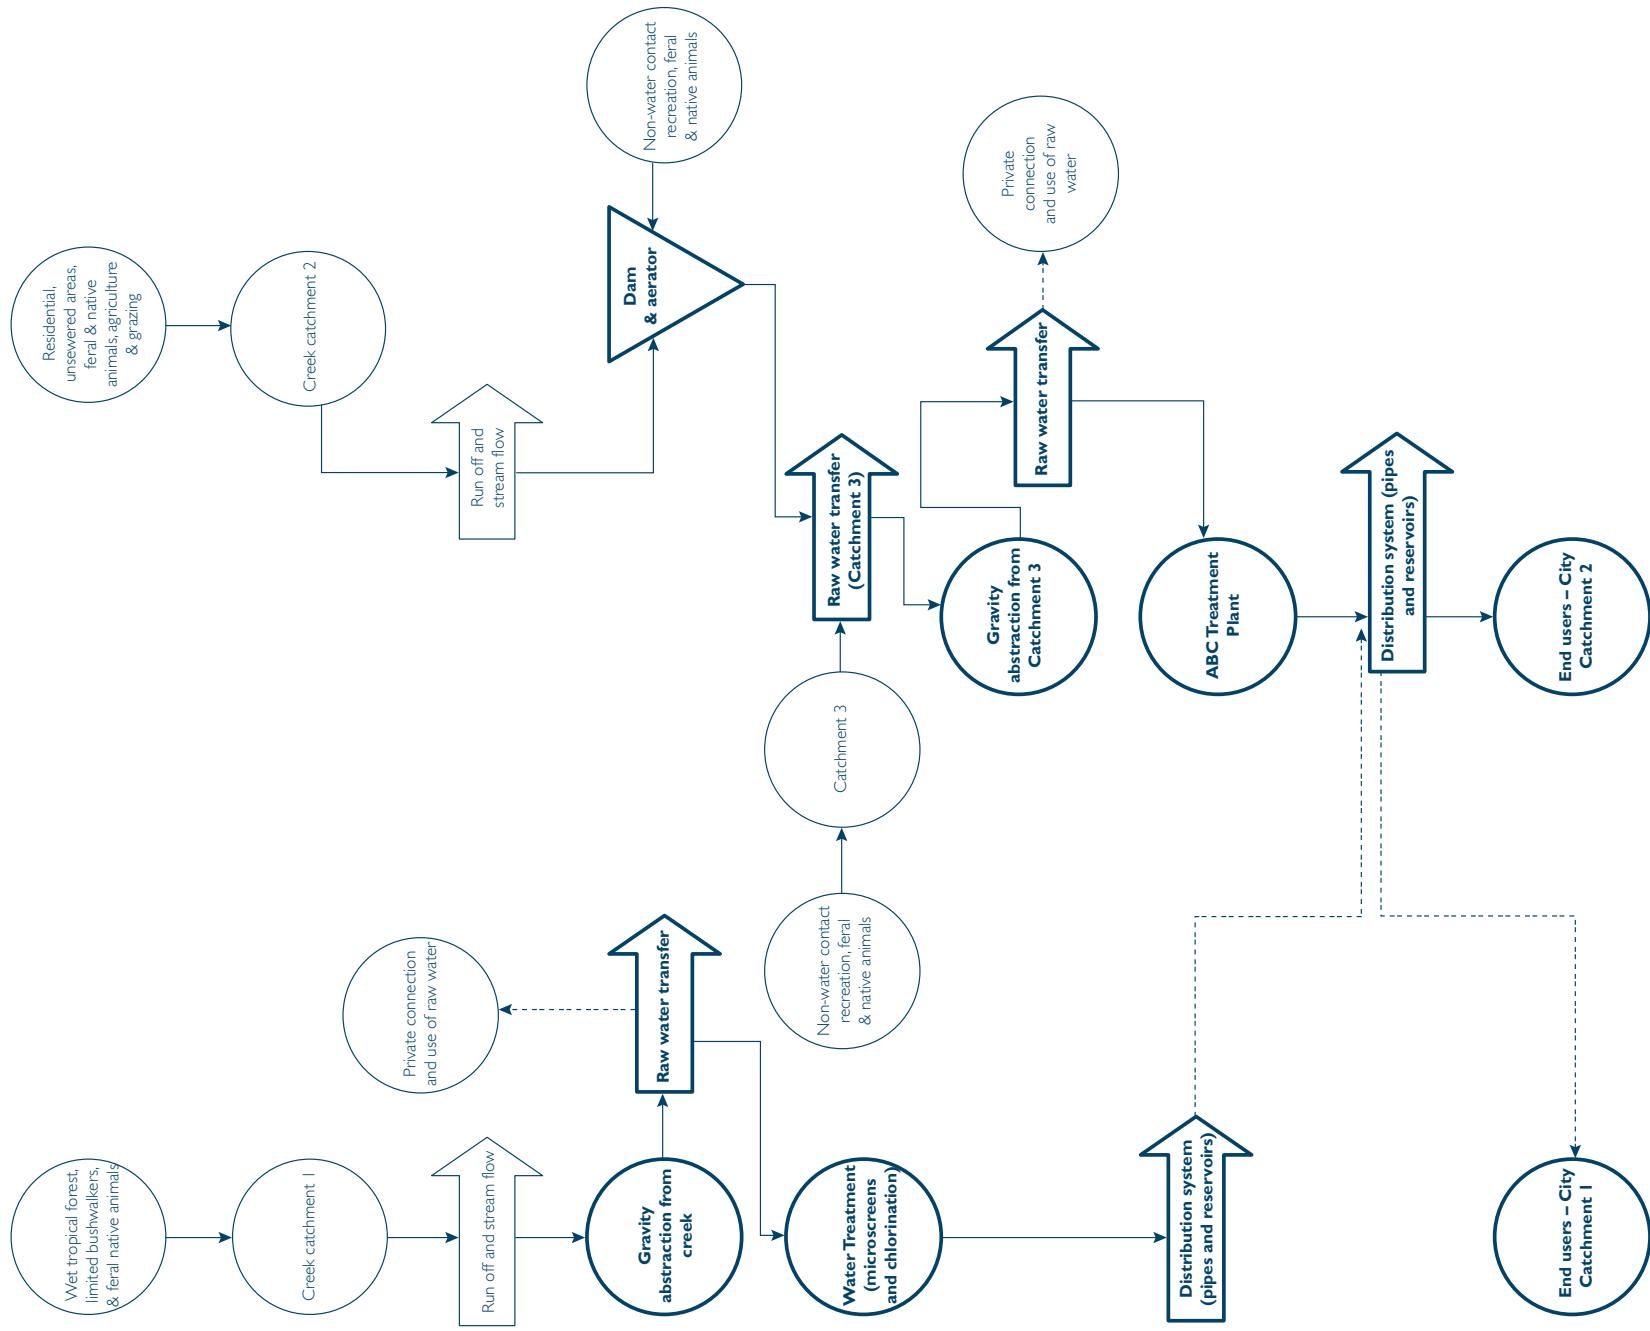 Wet tropical forest,
limited bushwalkers,
& feral native animals
Creek catchment 1
Run off and stream flow
Gravity
abstraction from
creek
Raw water transfer
Private connection
and use of raw water
Water Treatment
(microscreens
and chlorination)
Distribution system
(pipes and reservoirs)
End users – City
Catchment 1
Non-water contact
recreation, feral
& native animals
Catchment 3
Residential,
unsewered areas,
feral & native
animals, agriculture
& grazing
Creek catchment 2
Run off and
stream flow
Non-water contact
recreation, feral
& native animals
Dam
& aerator
Raw water transfer
(Catchment 3)
Gravity
abstraction from
Catchment 3
Raw water transfer
Private
connection
and use of raw
water
ABC Treatment
Plant
Distribution system (pipes
and reservoirs)
End users – City
Catchment 2